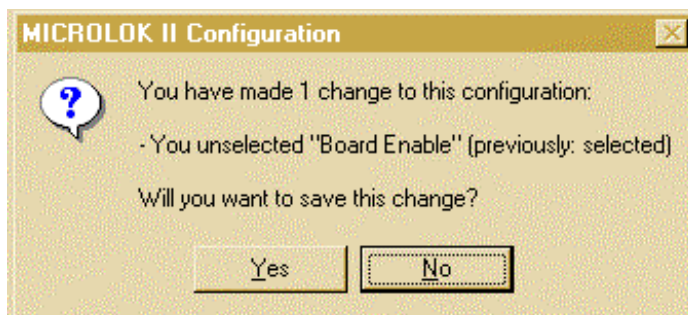 MICROLOK II Configuration
You have made 1 change to this configuration:
- You unselected "Board Enable" (previously: selected)
Will you want to save this change?
Yes
No